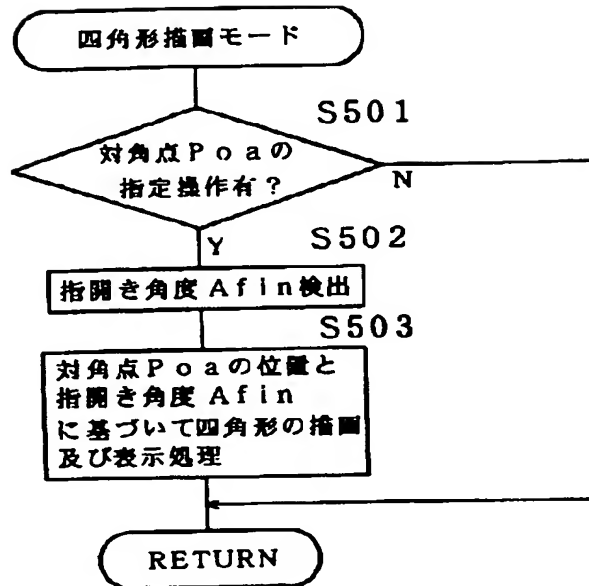 四角形描画モード
S501
対角点Poaの
指定操作有?
N
Y
S502
指開き角度Afin検出
S503
対角点Poaの位置と
指開き角度Afin
に基づいて四角形の描画
及び表示処理
RETURN